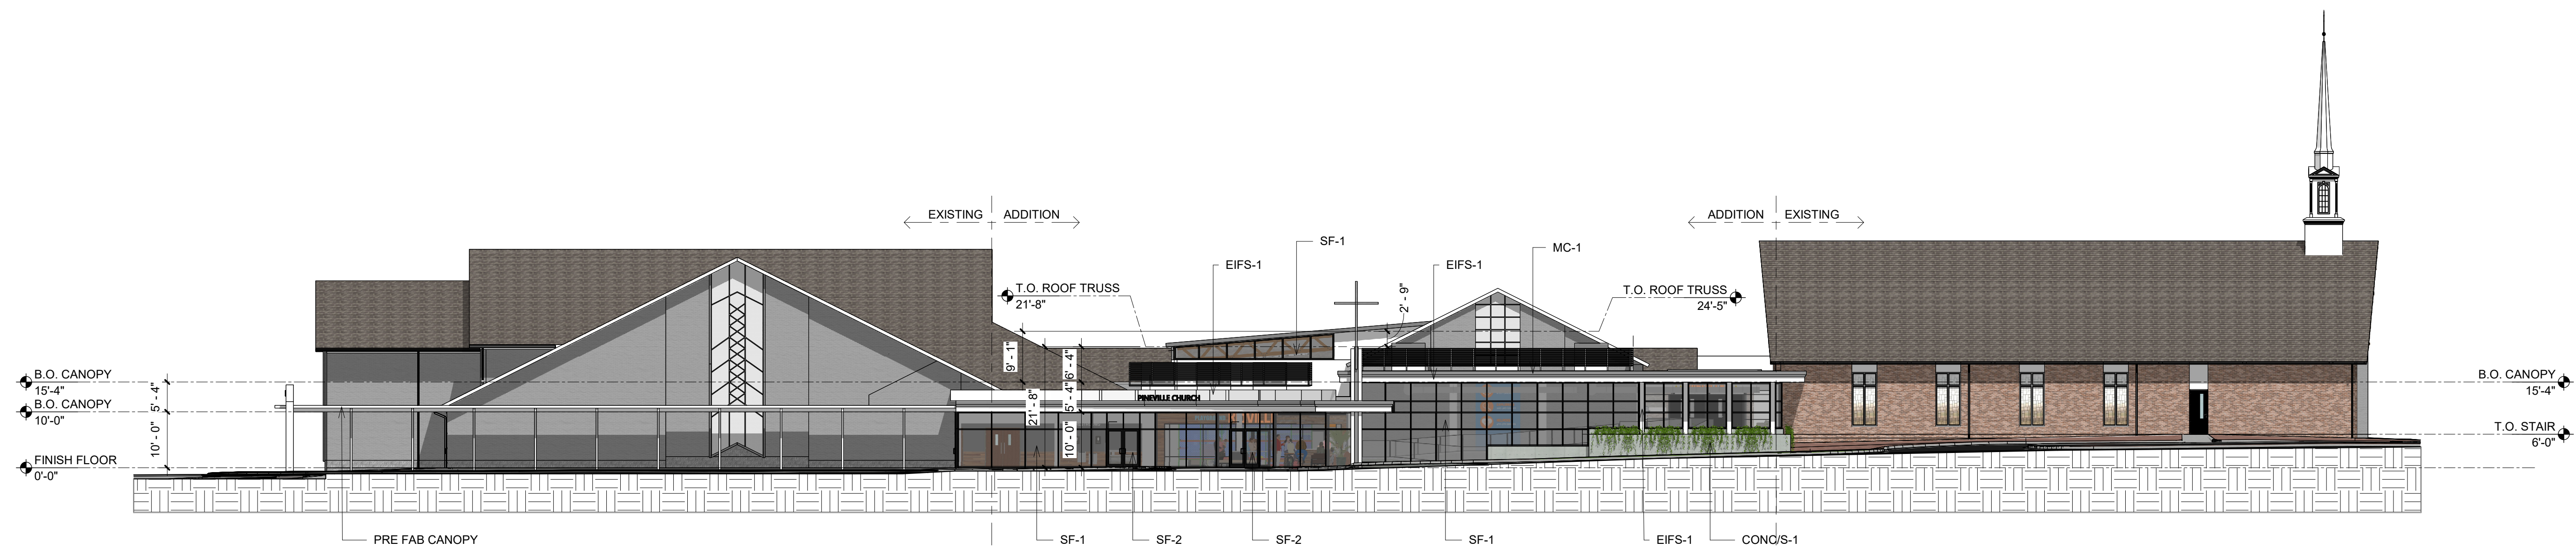 EXISTING ADDITION
ADDITION EXISTING
SF-1
MC-1
EIFS-1
EIFS-1
T.O. ROOF TRUSS
21'-8"
T.O. ROOF TRUSS
24'-5"
2' - 9"
9' - 1"
6' - 4"
B.O. CANOPY
15'-4"
B.O. CANOPY
10'-0"
5' - 4"
10' - 0"
FINISH FLOOR
0'-0"
21' - 8"
5' - 4"
10' - 0"
PINEVILLE CHURCH
B.O. CANOPY
15'-4"
T.O. STAIR
6'-0"
PRE FAB CANOPY
SF-1
SF-2
SF-2
SF-1
EIFS-1
CONC/S-1